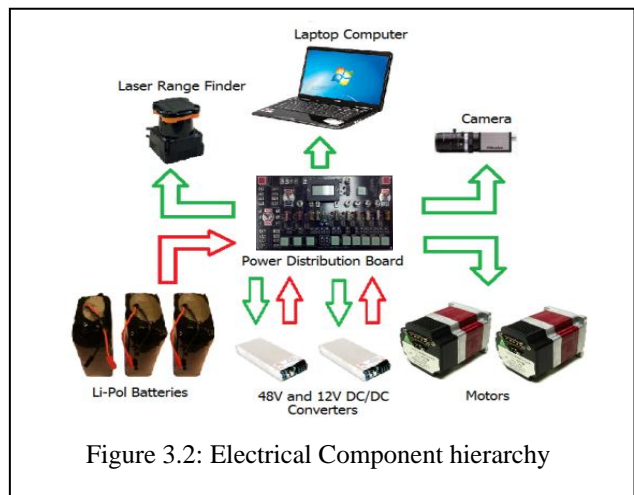 Laptop Computer
Laser Range Finder
Camera
Power Distribution Board
Li-Pol Batteries
48V and 12V DC/DC
Converters
Motors
Figure 3.2: Electrical Component hierarchy